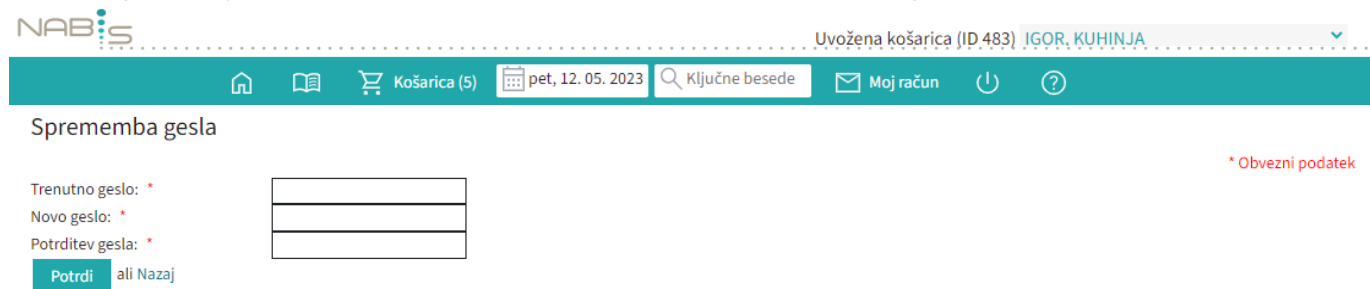 NABIS
Uvožena košarica (ID 483) IGOR, KUHINJA
Košarica (5) pet, 12. 05. 2023 Ključne besede Moj račun
Sprememba gesla
* Obvezni podatek
Trenutno geslo: *
Novo geslo: *
Potrditev gesla: *
Potrdi ali Nazaj